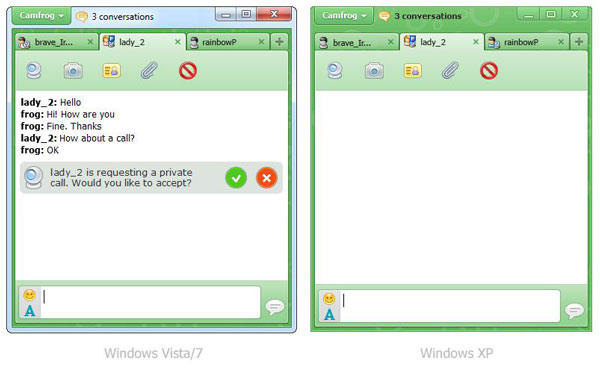 Camfrog 3 conversations
brave_Ir... lady_2 rainbowP
lady_2: Hello
frog: Hi! How are you
frog: Fine. Thanks
lady_2: How about a call?
frog: OK
lady_2 is requesting a private
call. Would you like to accept?
A
Windows Vista/7
Camfrog 3 conversations
brave_Ir... lady_2 rainbowP
A
Windows XP